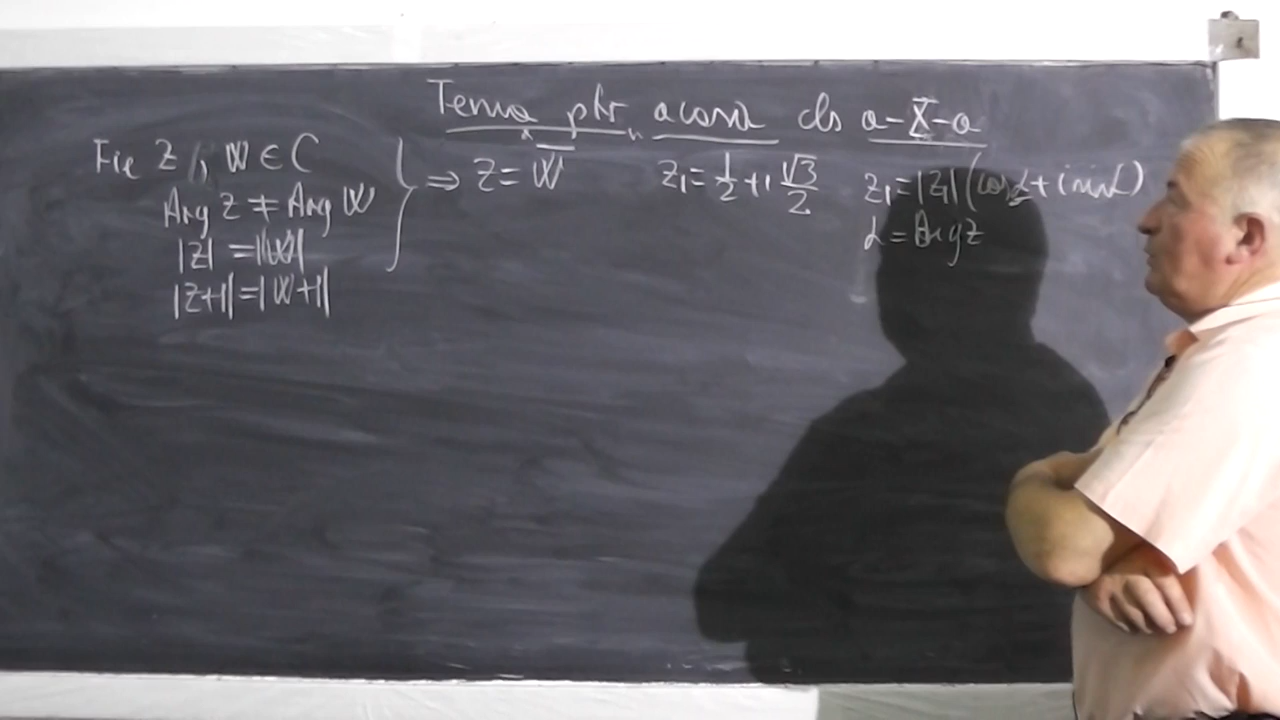 Tema ptr acasă cls a-X-a
Fie z, w ∈ C
Arg z ≠ Arg w
|z| = |w|
|z+1| = |w+1|
} ⇒ z = w̅
z₁ = 1/2 + i √3/2
z₁ = |z₁| (cos α + i sin α)
α = Arg z